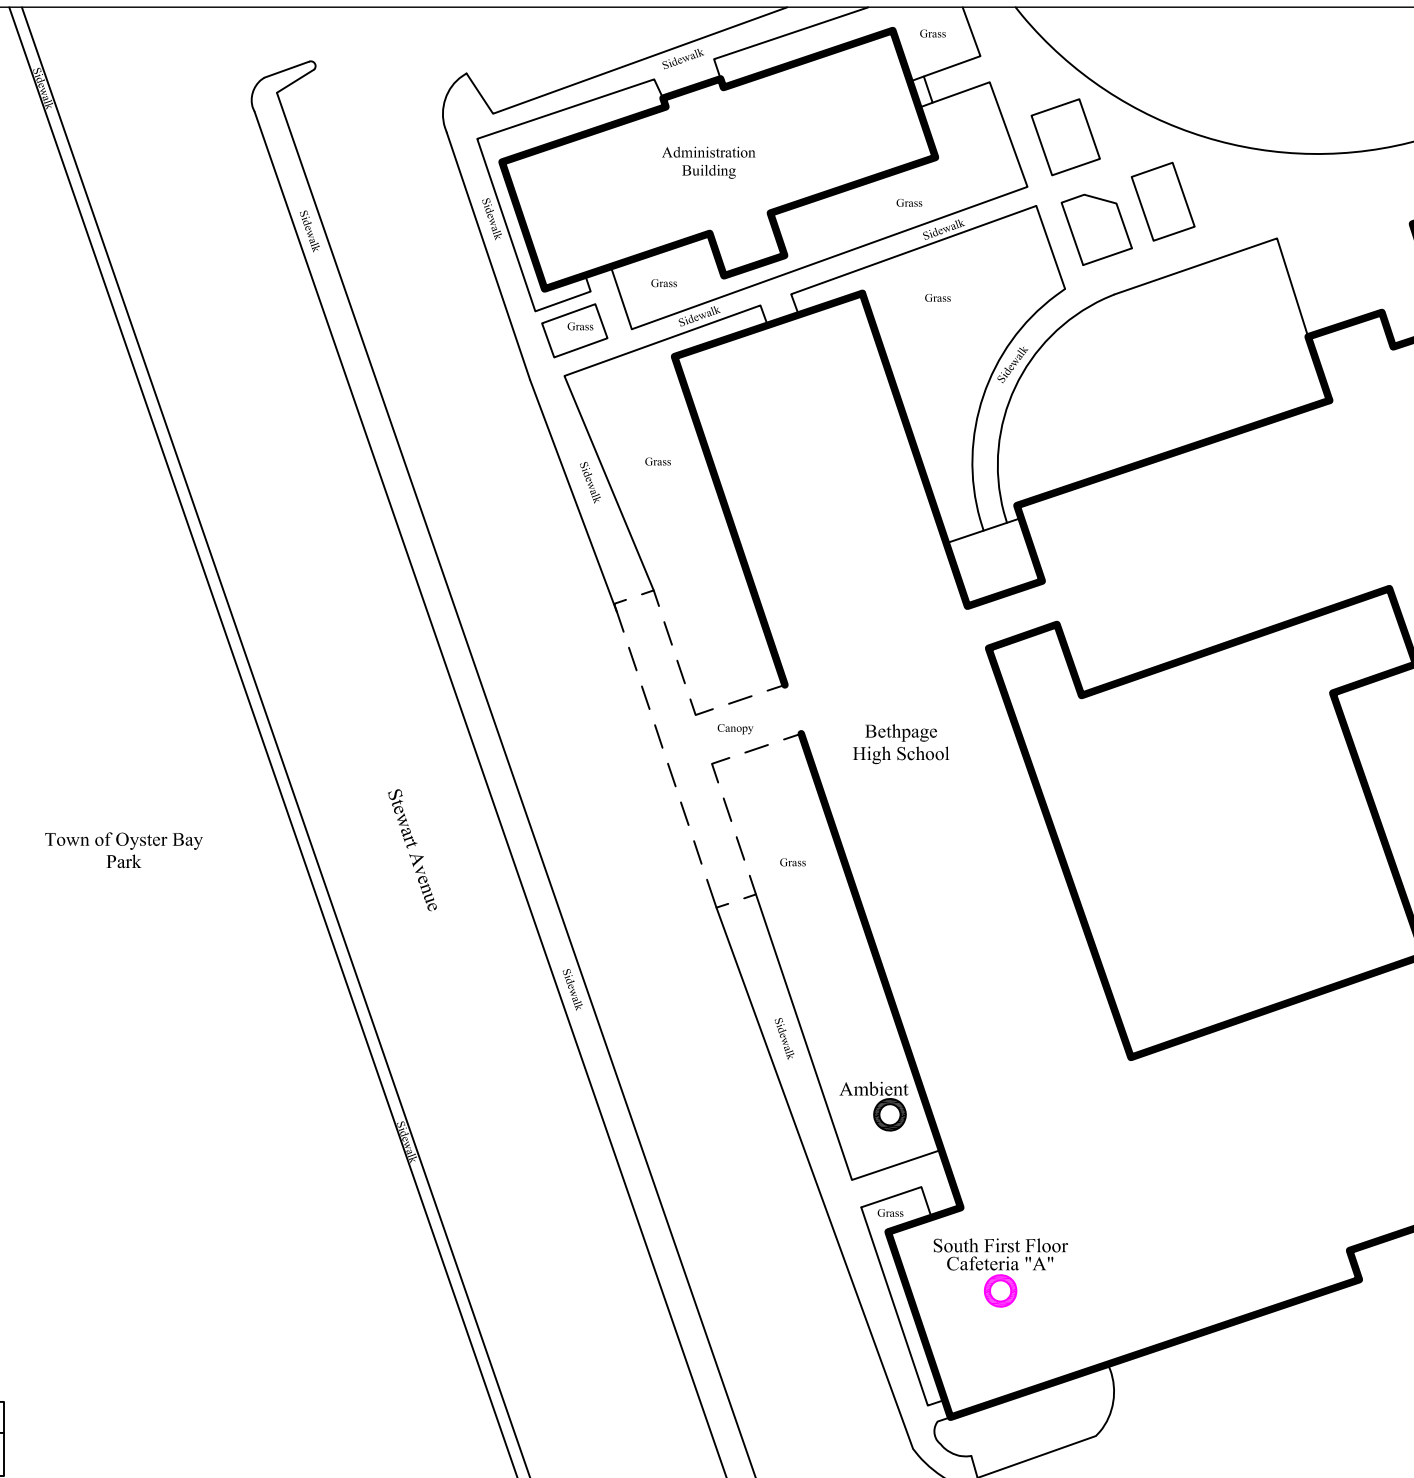 Grass
Sidewalk
Sidewalk
Administration
Building
Grass
Sidewalk
Sidewalk
Sidewalk
Grass
Grass
Sidewalk
Grass
Sidewalk
Grass
Sidewalk
Sidewalk
Canopy
Bethpage
High School
Stewart Avenue
Town of Oyster Bay
Park
Grass
Sidewalk
Sidewalk
Ambient
Sidewalk
Grass
South First Floor
Cafeteria "A"